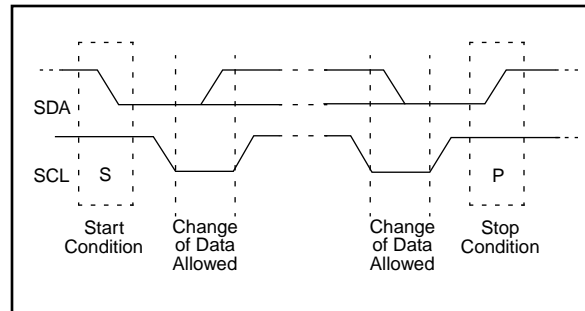 SDA
SCL
S
P
Start
Condition
Change
of Data
Allowed
Change
of Data
Allowed
Stop
Condition